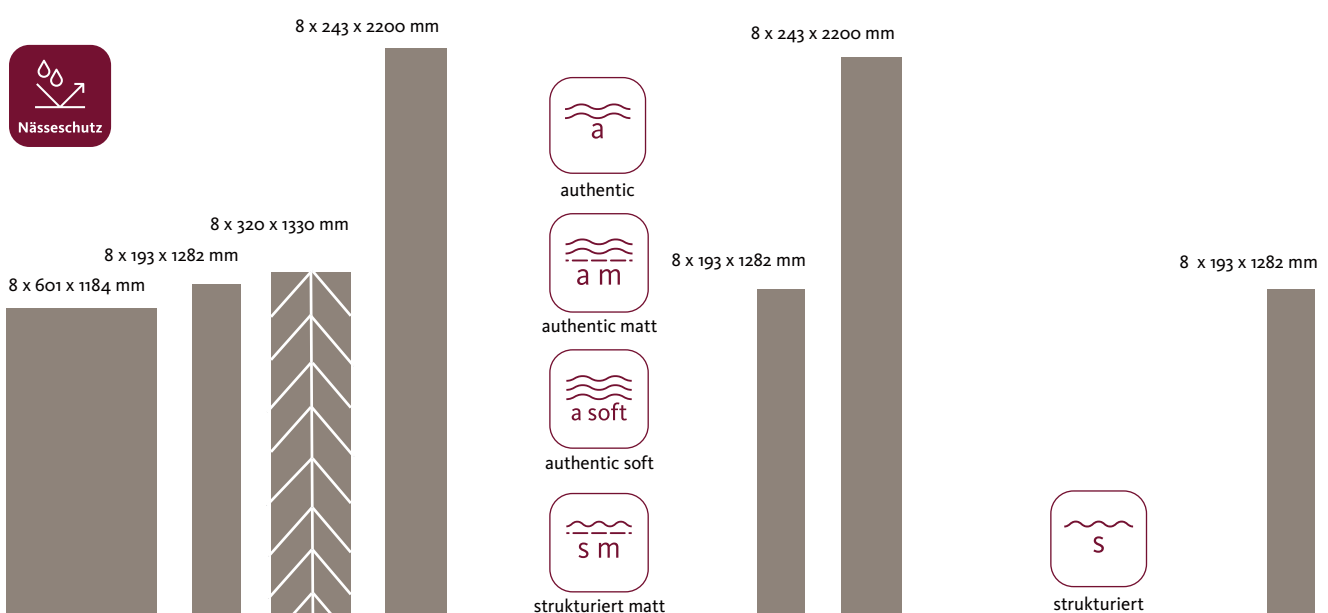 8 x 243 x 2200 mm
Nässeschutz
8 x 320 x 1330 mm
8 x 193 x 1282 mm
8 x 601 x 1184 mm
a
authentic
a m
authentic matt
a soft
authentic soft
s m
strukturiert matt
8 x 243 x 2200 mm
8 x 193 x 1282 mm
s
strukturiert
8 x 193 x 1282 mm